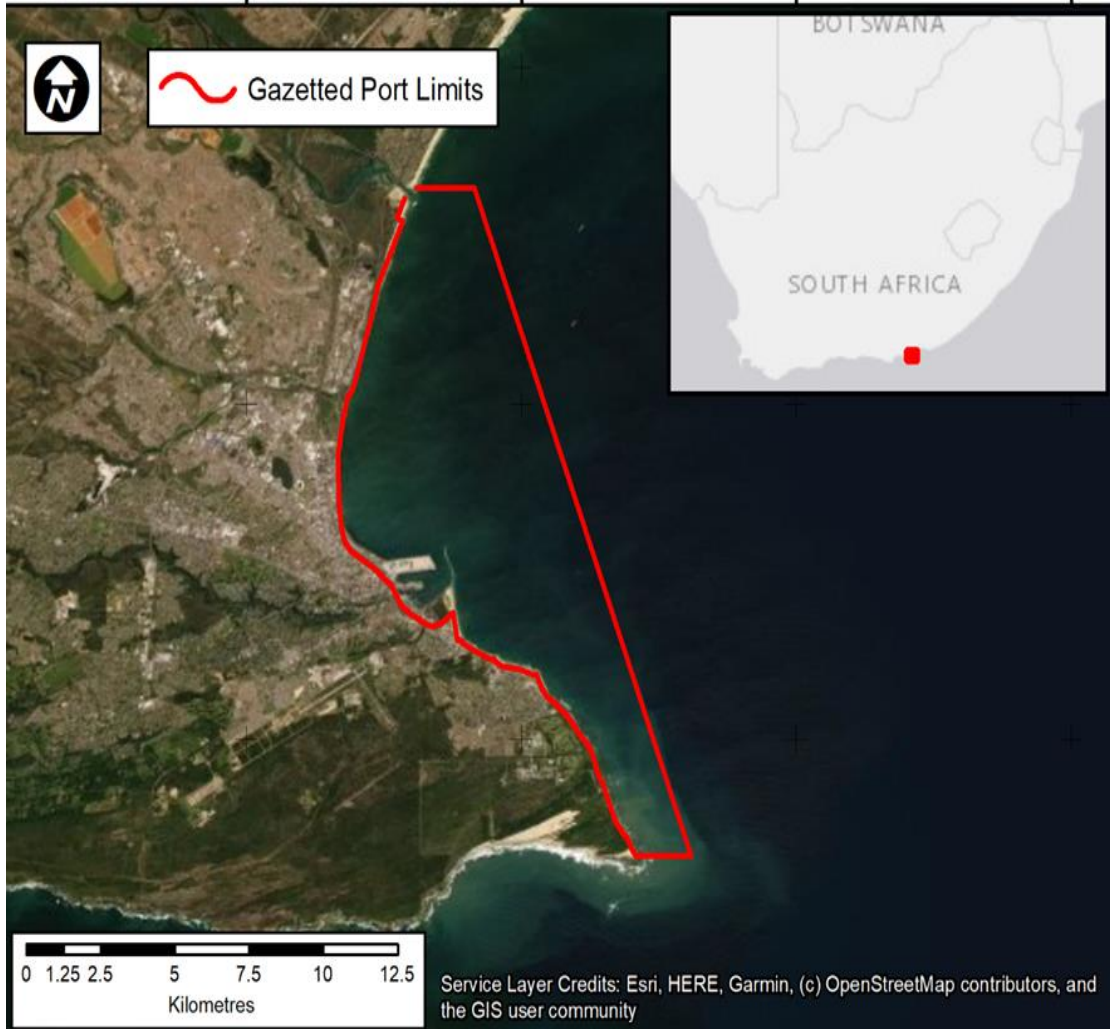 BOTSWANA
N
Gazetted Port Limits
SOUTH AFRICA
0 1.25 2.5 5 7.5 10 12.5
Kilometres
Service Layer Credits: Esri, HERE, Garmin, (c) OpenStreetMap contributors, and
the GIS user community